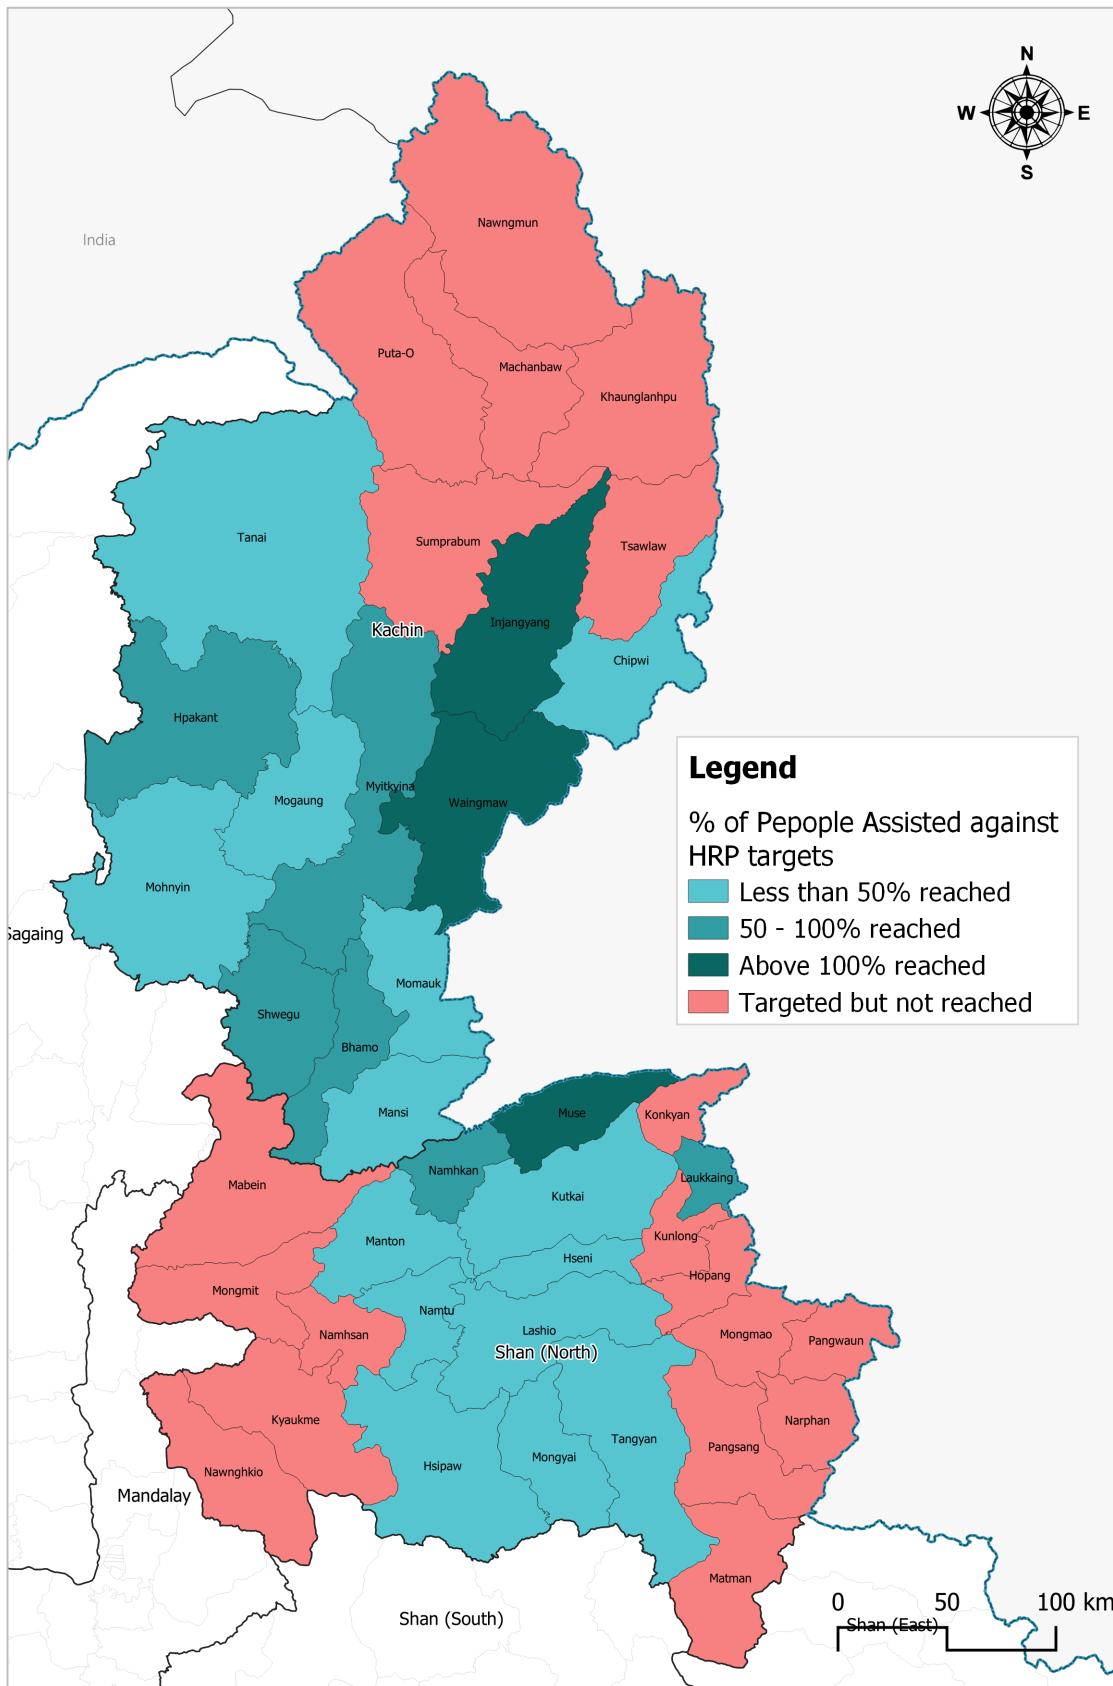 N
W
E
S
India
Nawngmun
Puta-O
Machanbaw
Khaunglanhpu
Tanai
Sumprabum
Tsawlaw
Injangyang
Kachin
Chipwi
Hpakant
Mogaung
Myitkyina
Waingmaw
Legend
% of Pepople Assisted against
HRP targets
Less than 50% reached
50 - 100% reached
Above 100% reached
Targeted but not reached
Mohnyin
Sagaing
Momauk
Shwegu
Bhamo
Mansi
Muse
Konkyan
Namhkan
Laukkaing
Mabein
Kutkai
Manton
Kunlong
Hseni
Hopang
Mongmit
Namtu
Namhsan
Lashio
Mongmao
Pangwaun
Shan (North)
Kyaukme
Narphan
Tangyan
Pangsang
Hsipaw
Mongyai
Nawnghkio
Mandalay
Matman
0 50 100 km
Shan (South)
Shan (East)